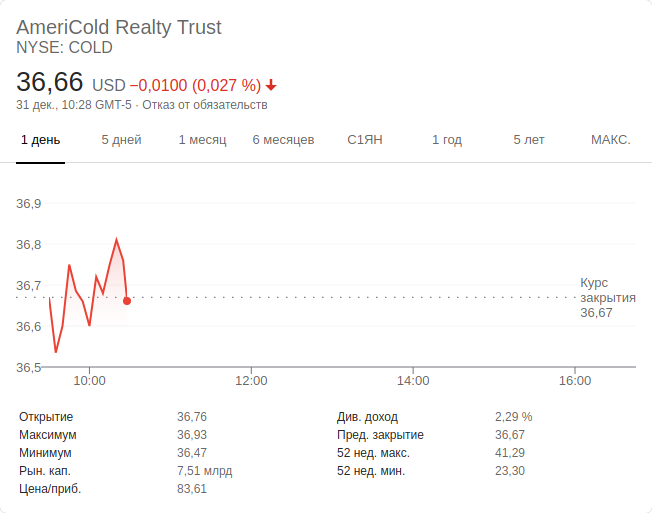 AmeriCold Realty Trust
NYSE: COLD
36,66 USD −0,0100 (0,027 %)
31 дек., 10:28 GMT-5 · Отказ от обязательств
1 день 5 дней 1 месяц 6 месяцев С1ЯН 1 год 5 лет МАКС.
36,9
36,8
36,7
36,6
36,5
Курс
закрытия
36,67
10:00 12:00 14:00 16:00
Открытие 36,76 Див. доход 2,29 %
Максимум 36,93 Пред. закрытие 36,67
Минимум 36,47 52 нед. макс. 41,29
Рын. кап. 7,51 млрд 52 нед. мин. 23,30
Цена/приб. 83,61